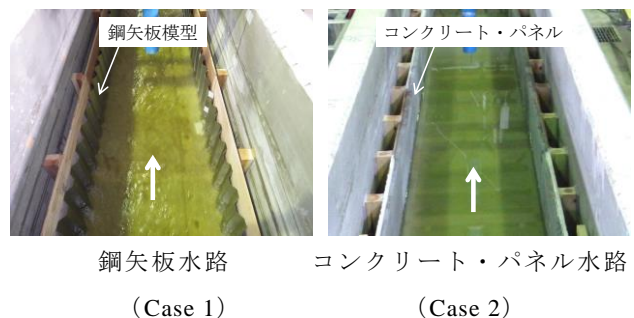 鋼矢板模型
コンクリート・パネル
鋼矢板水路
コンクリート・パネル水路
（Case 1）
（Case 2）